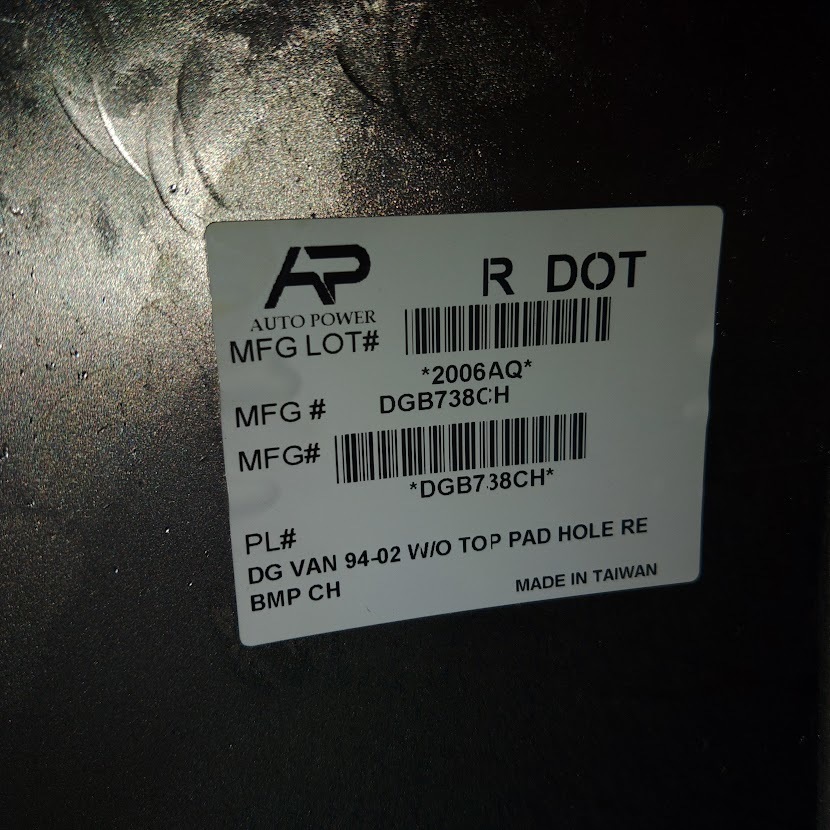 AP
R DOT
AUTO POWER
MFG LOT#
*2006AQ*
MFG # DGB738CH
MFG#
*DGB738CH*
PL#
DG VAN 94-02 W/O TOP PAD HOLE RE
BMP CH
MADE IN TAIWAN